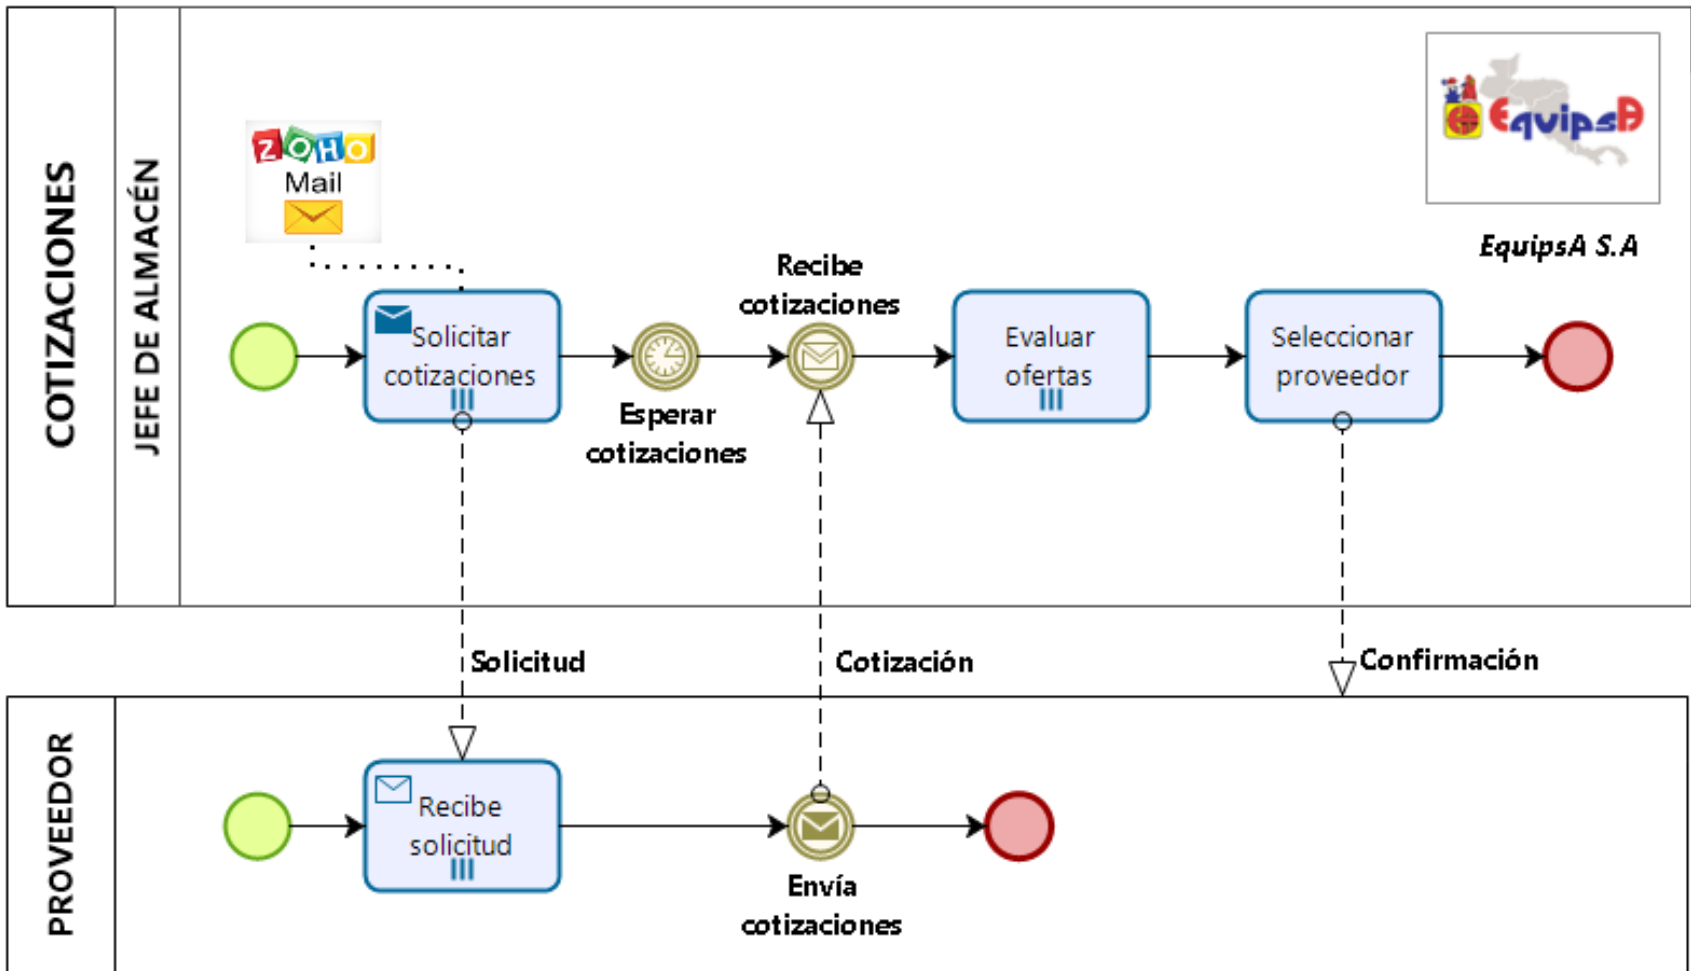 COTIZACIONES
JEFE DE ALMACÉN
ZOHO
Mail
EquipsA
EquipsA S.A
Solicitar
cotizaciones
Esperar
cotizaciones
Recibe
cotizaciones
Evaluar
ofertas
Seleccionar
proveedor
Solicitud
Cotización
Confirmación
PROVEEDOR
Recibe
solicitud
Envía
cotizaciones